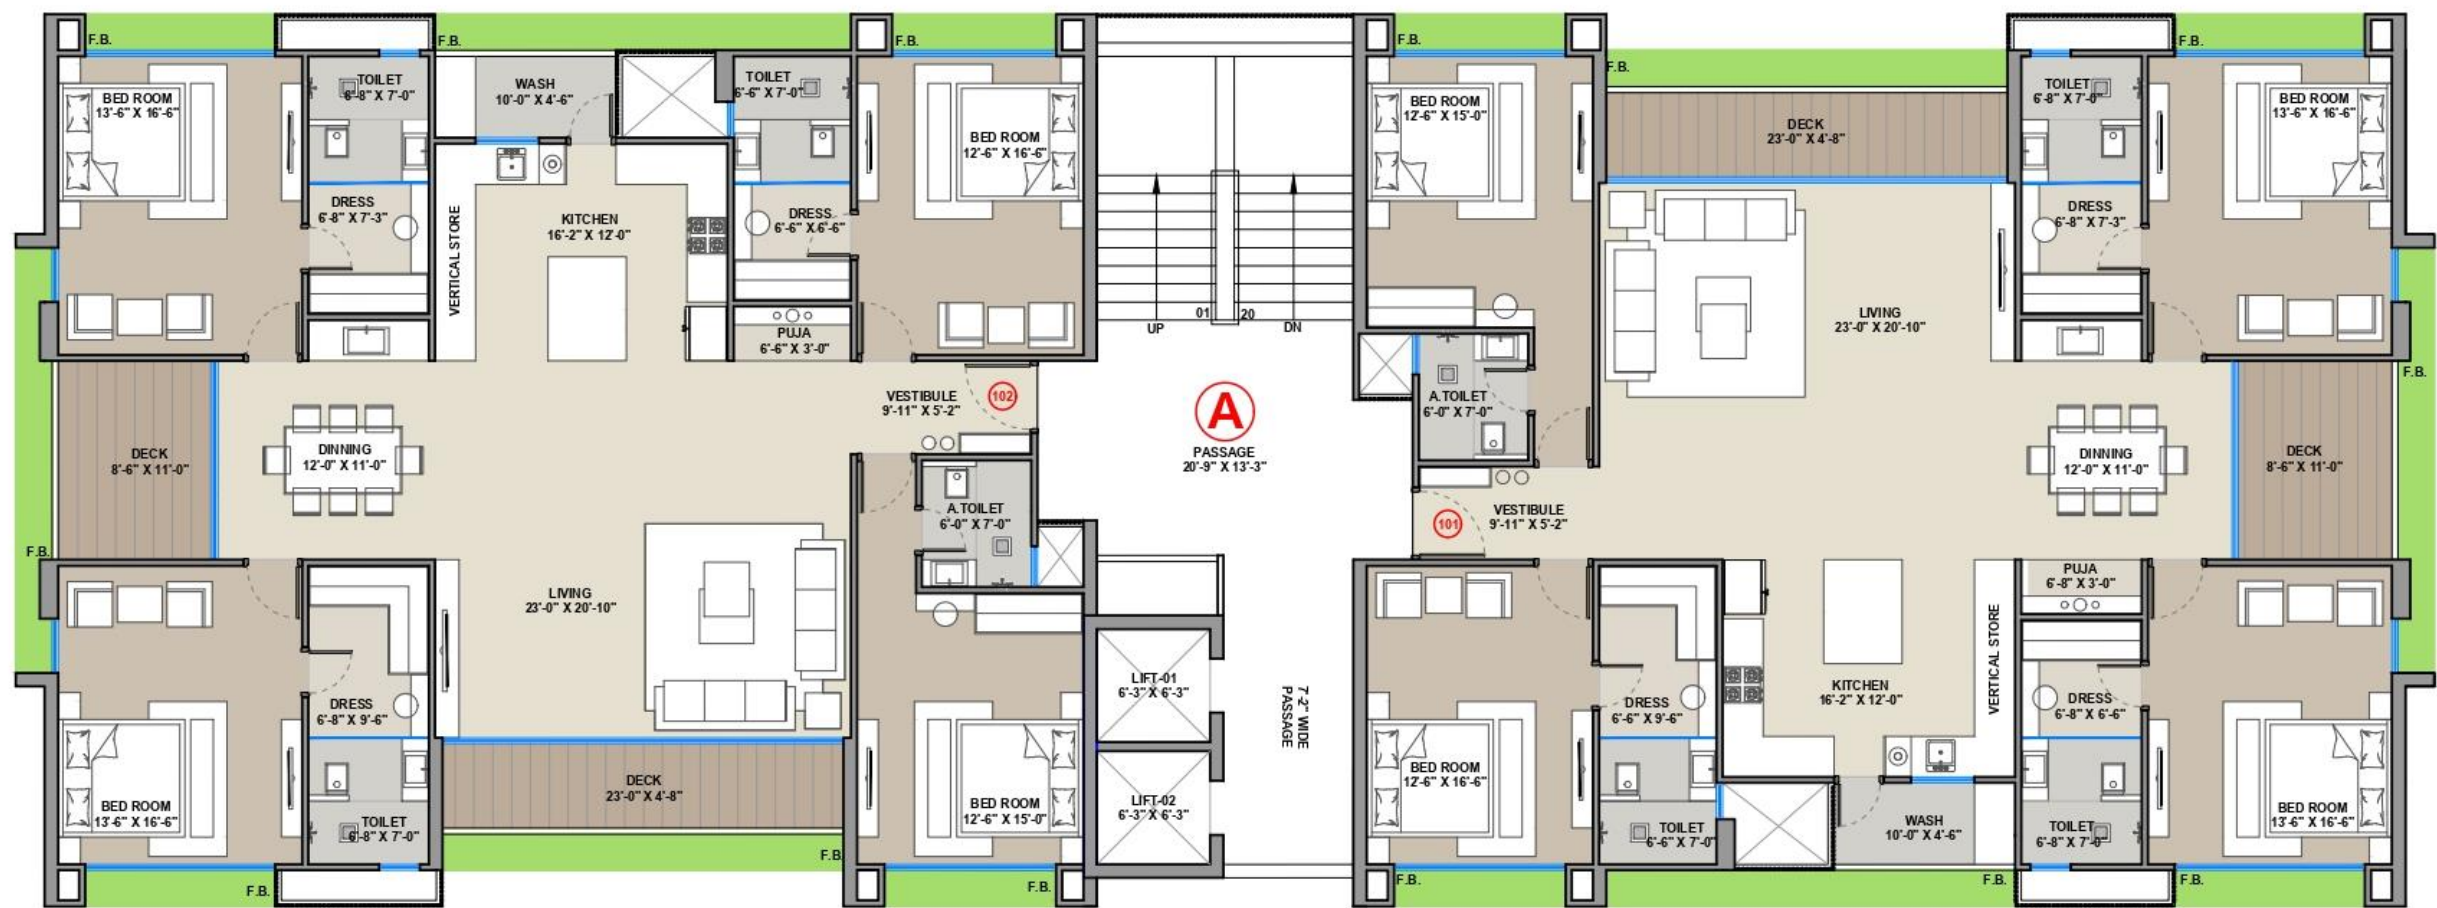 F.B.
F.B.
F.B.
F.B.
F.B.
F.B.
BED ROOM
13'-6" X 16'-6"
TOILET
6'-8" X 7'-0"
WASH
10'-0" X 4'-6"
TOILET
6'-6" X 7'-0"
BED ROOM
12'-6" X 16'-6"
BED ROOM
12'-6" X 15'-0"
DECK
23'-0" X 4'-8"
TOILET
6'-8" X 7'-0"
BED ROOM
13'-6" X 16'-6"
DRESS
6'-8" X 7'-3"
VERTICAL STORE
KITCHEN
16'-2" X 12'-0"
DRESS
6'-6" X 6'-6"
DRESS
6'-8" X 7'-3"
PUJA
6'-6" X 3'-0"
UP
01
20
DN
LIVING
23'-0" X 20'-10"
VESTIBULE
9'-11" X 5'-2"
102
A
PASSAGE
20'-9" X 13'-3"
A.TOILET
6'-0" X 7'-0"
F.B.
DECK
8'-6" X 11'-0"
DINNING
12'-0" X 11'-0"
DINNING
12'-0" X 11'-0"
DECK
8'-6" X 11'-0"
A.TOILET
6'-0" X 7'-0"
101
VESTIBULE
9'-11" X 5'-2"
F.B.
LIVING
23'-0" X 20'-10"
PUJA
6'-8" X 3'-0"
DRESS
6'-8" X 9'-6"
LIFT-01
6'-3" X 6'-3"
7'-2" WIDE
PASSAGE
DRESS
6'-6" X 9'-6"
KITCHEN
16'-2" X 12'-0"
VERTICAL STORE
DRESS
6'-8" X 6'-6"
BED ROOM
13'-6" X 16'-6"
TOILET
6'-8" X 7'-0"
DECK
23'-0" X 4'-8"
BED ROOM
12'-6" X 15'-0"
LIFT-02
6'-3" X 6'-3"
BED ROOM
12'-6" X 16'-6"
TOILET
6'-6" X 7'-0"
WASH
10'-0" X 4'-6"
TOILET
6'-8" X 7'-0"
BED ROOM
13'-6" X 16'-6"
F.B.
F.B.
F.B.
F.B.
F.B.
F.B.